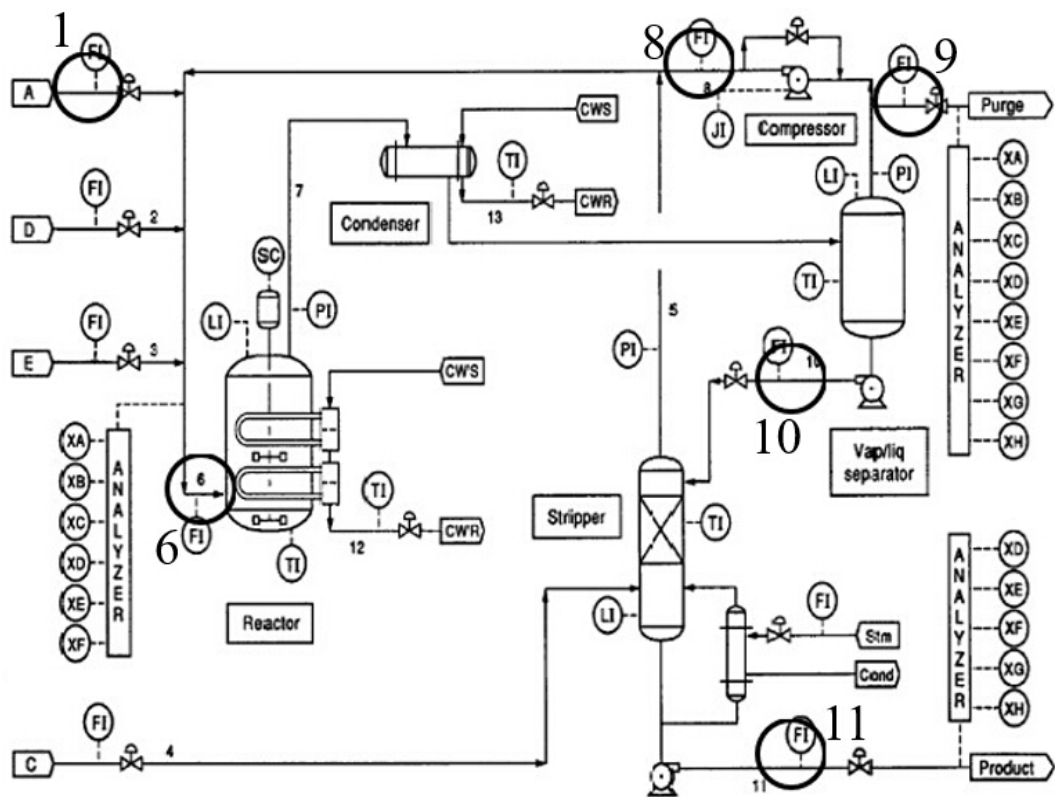 1
8
9
FI
FI
FI
A
8
CWS
Purge
JI
Compressor
7
TI
XA
LI
PI
FI
13
CWR
XB
D
2
Condenser
ANALYZER
XC
SC
TI
XD
FI
LI
PI
5
XE
E
3
PI
FI
XF
CWS
10
XG
10
XA
ANALYZER
Vap/liq
separator
XH
XB
6
TI
XC
6
FI
Stripper
TI
XD
12
CWR
TI
ANALYZER
XD
XE
XE
Reactor
LI
FI
XF
XF
Stm
XG
Cond
XH
FI
11
FI
C
4
11
Product